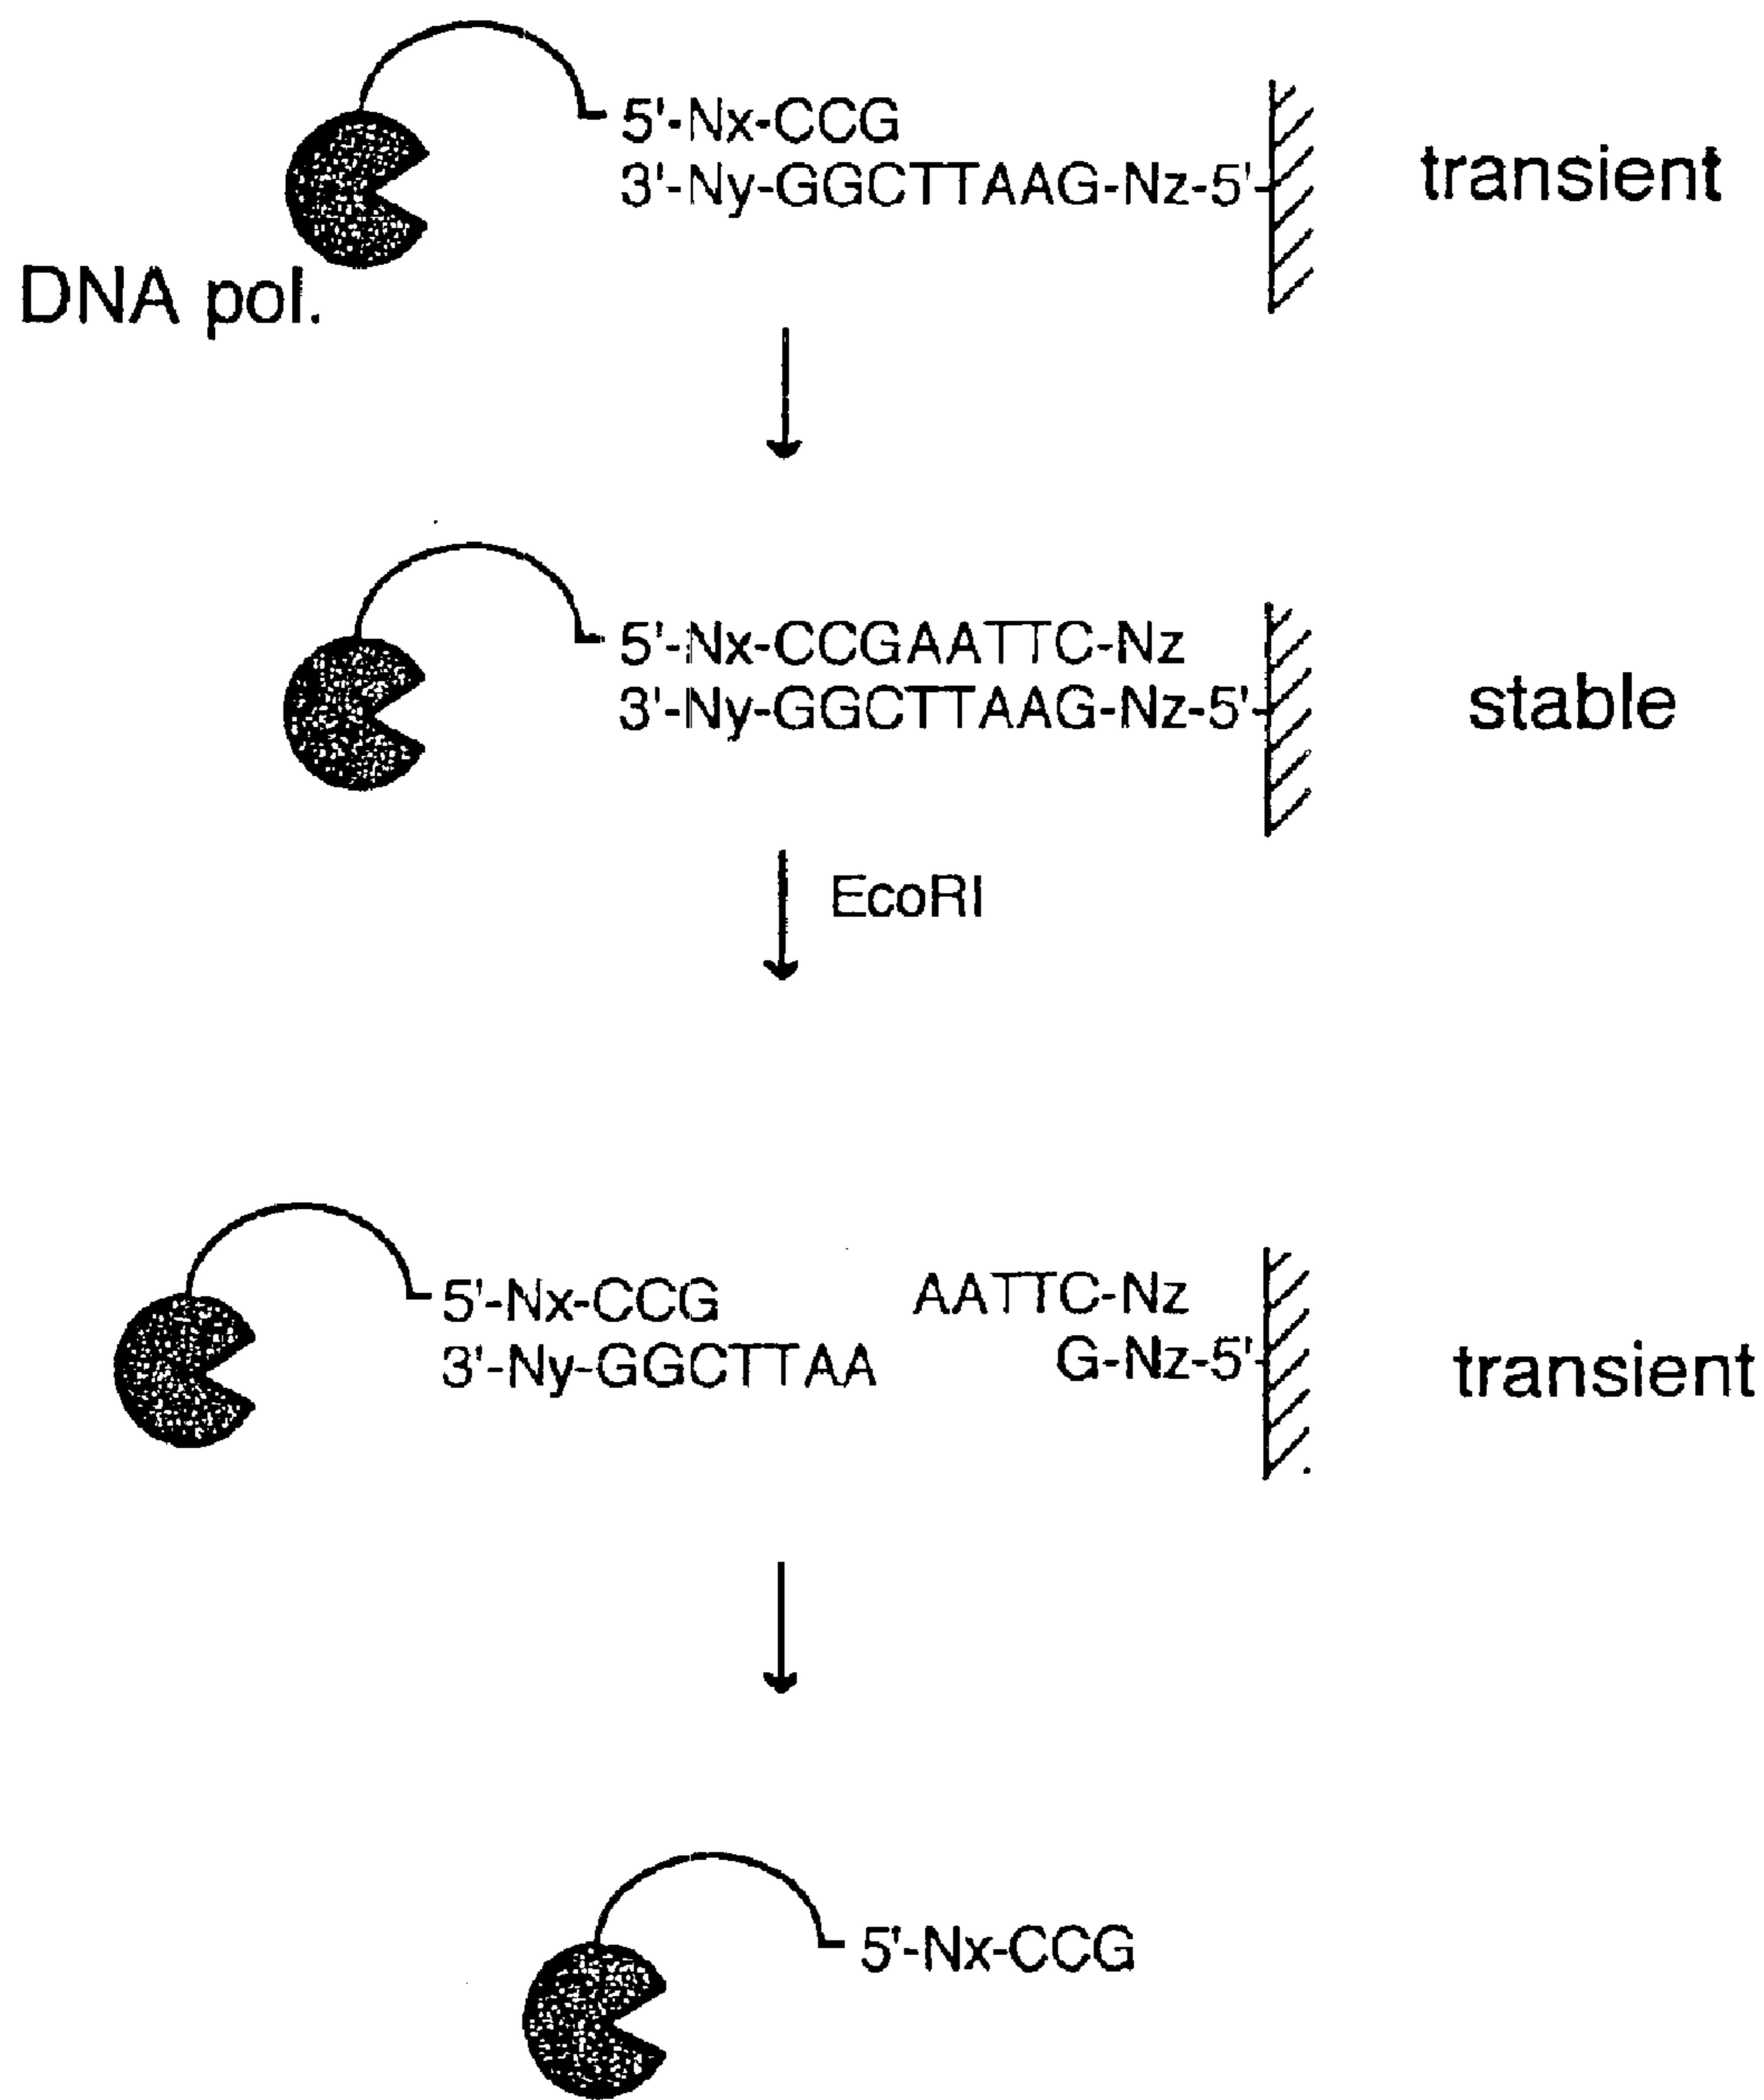 5'-Nx-CCG
3'-Ny-GGCTTAAG-Nz-5'
transient
DNA pol.
5'-Nx-CCGAATTC-Nz
3'-Ny-GGCTTAAG-Nz-5'
stable
EcoRI
5'-Nx-CCG AATTC-Nz
3'-Ny-GGCTTAA G-Nz-5'
transient
5'-Nx-CCG